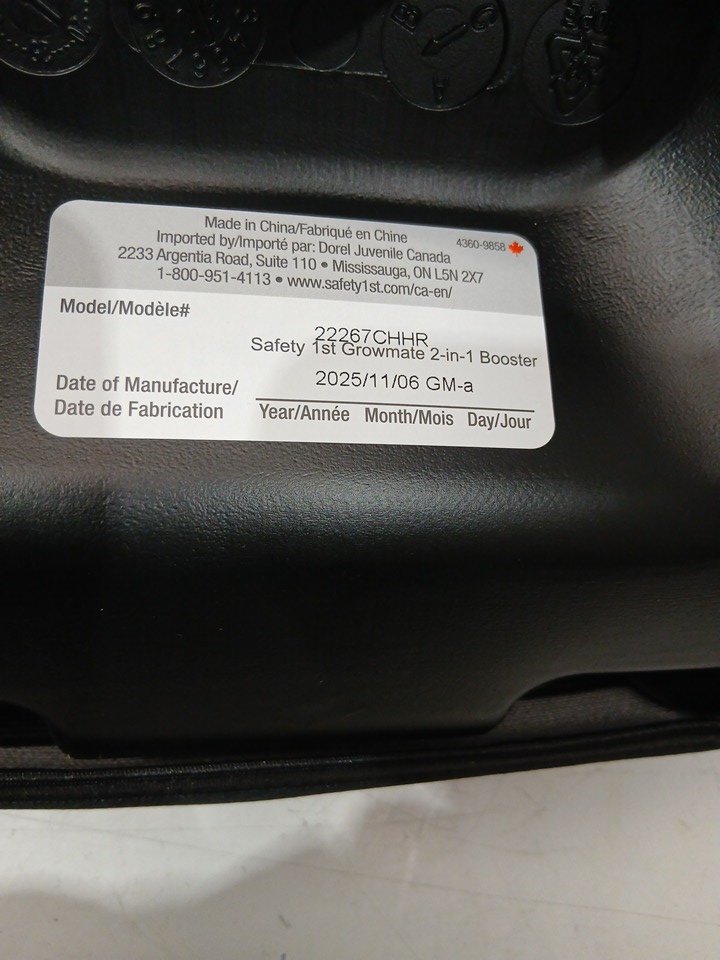 Made in China/Fabriqué en Chine
Imported by/Importé par: Dorel Juvenile Canada
4360-9858
2233 Argentia Road, Suite 110 • Mississauga, ON L5N 2X7
1-800-951-4113 • www.safety1st.com/ca-en/
Model/Modèle#
22267CHHR
Safety 1st Growmate 2-in-1 Booster
Date of Manufacture/
Date de Fabrication
2025/11/06 GM-a
Year/Année Month/Mois Day/Jour
B C
A